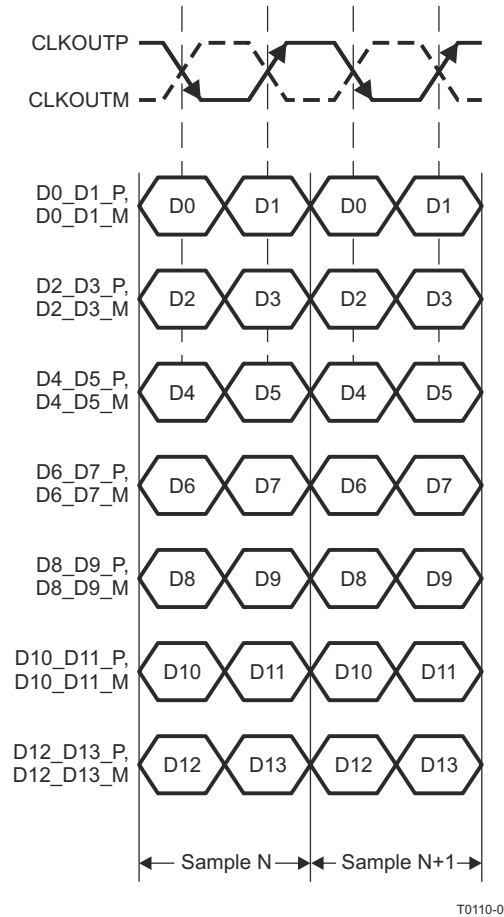 CLKOUTP
CLKOUTM
D0_D1_P,
D0_D1_M
D0 D1 D0 D1
D2_D3_P,
D2_D3_M
D2 D3 D2 D3
D4_D5_P,
D4_D5_M
D4 D5 D4 D5
D6_D7_P,
D6_D7_M
D6 D7 D6 D7
D8_D9_P,
D8_D9_M
D8 D9 D8 D9
D10_D11_P,
D10_D11_M
D10 D11 D10 D11
D12_D13_P,
D12_D13_M
D12 D13 D12 D13
Sample N Sample N+1
T0110-0